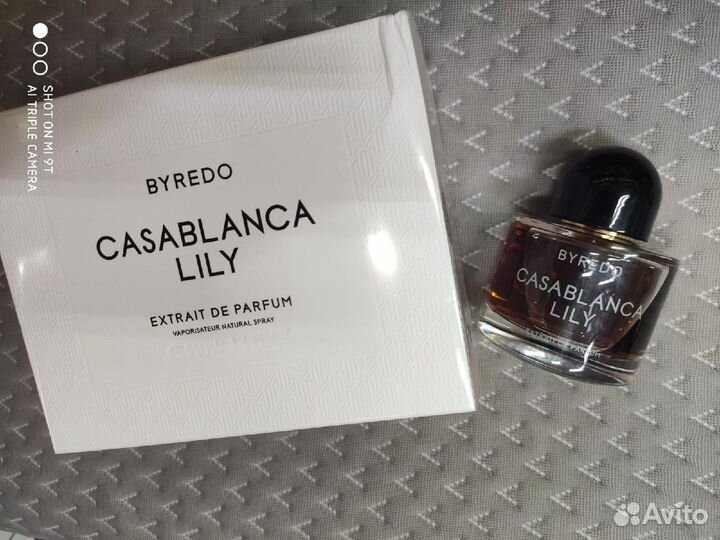 SHOT ON MI 9T
AI TRIPLE CAMERA
BYREDO
CASABLANCA
LILY
EXTRAIT DE PARFUM
VAPORISATEUR NATURAL SPRAY
BYREDO
CASABLANCA
LILY
EXTRAIT DE PARFUM
Avito